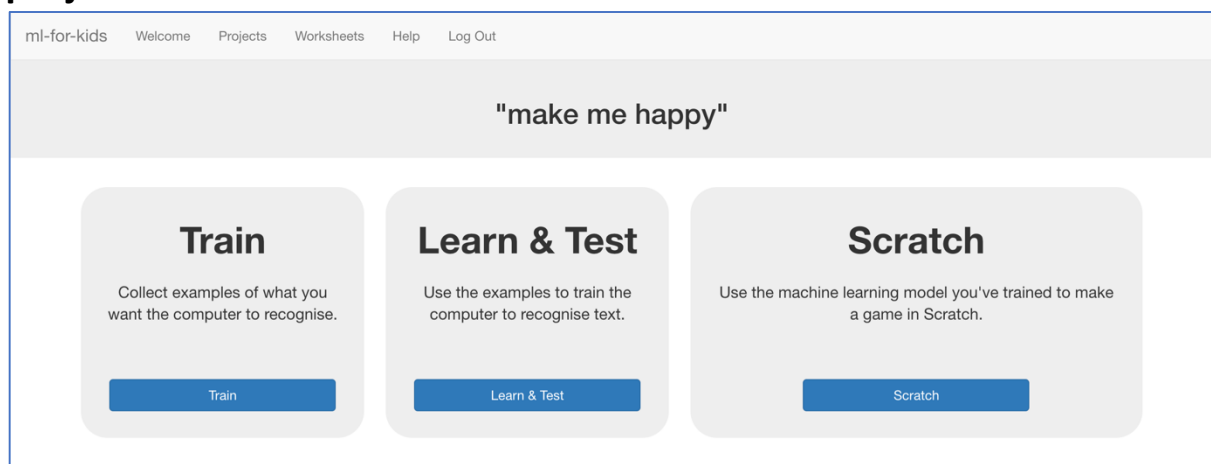 ml-for-kids Welcome Projects Worksheets Help Log Out
"make me happy"
Train
Collect examples of what you
want the computer to recognise.
Train
Learn & Test
Use the examples to train the
computer to recognise text.
Learn & Test
Scratch
Use the machine learning model you've trained to make
a game in Scratch.
Scratch